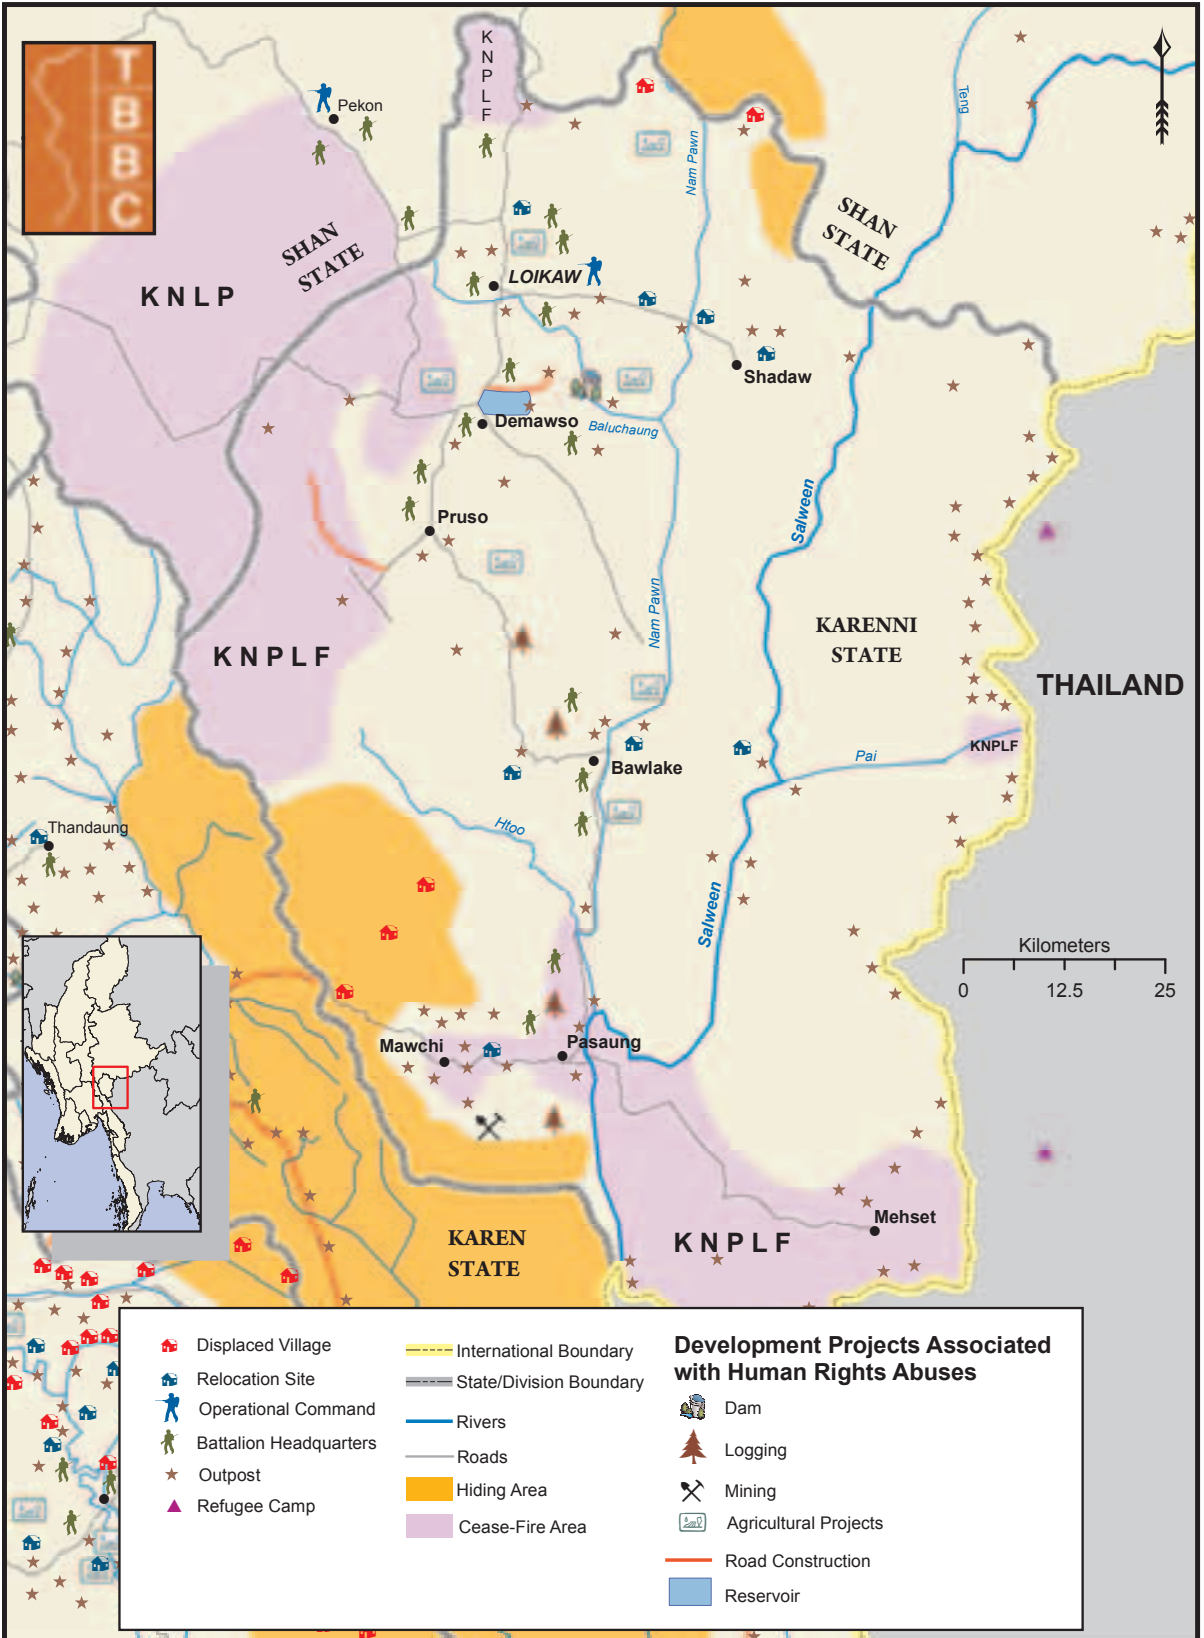 T
B
B
C
K
N
P
L
F
Pekon
Teng
Nam Pawn
SHAN
STATE
SHAN
STATE
KNLP
LOIKAW
Shadaw
Demawso
Baluchaung
Salween
Pruso
Nam Pawn
KARENNI
STATE
KNPLF
THAILAND
KNPLF
Pai
Bawlake
Htoo
Thandaung
Salween
Kilometers
0 12.5 25
Mawchi
Pasaung
Mehset
KNPLF
KAREN
STATE
Displaced Village
Relocation Site
Operational Command
Battalion Headquarters
Outpost
Refugee Camp
International Boundary
State/Division Boundary
Rivers
Roads
Hiding Area
Cease-Fire Area
Development Projects Associated
with Human Rights Abuses
Dam
Logging
Mining
Agricultural Projects
Road Construction
Reservoir